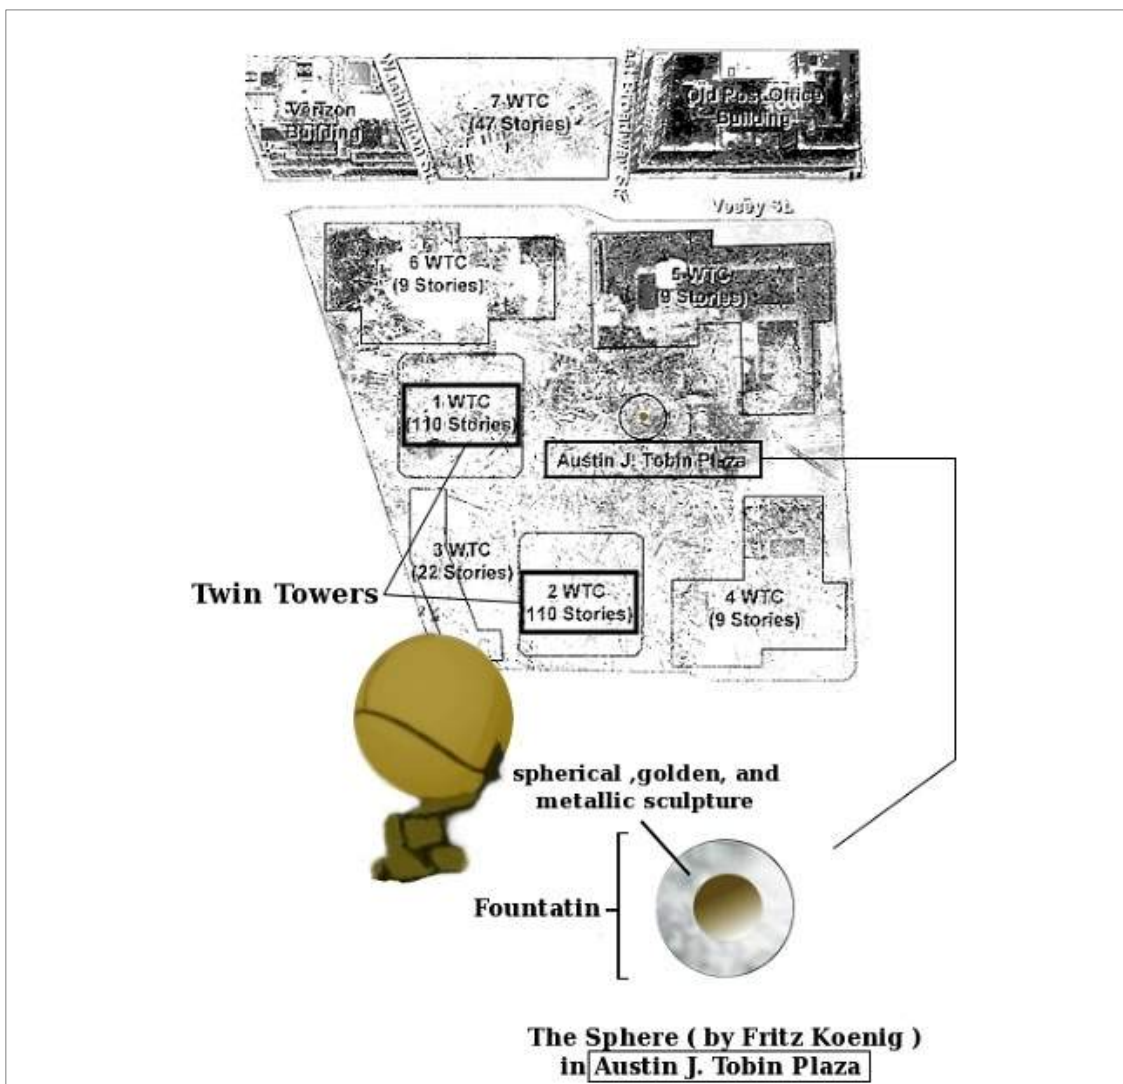 Verizon
Building
Washington St.
7 WTC
(47 Stories)
Old Post Office
Building
Vesey St.
6 WTC
(9 Stories)
5 WTC
(9 Stories)
1 WTC
(110 Stories)
Austin J. Tobin Plaza
3 WTC
(22 Stories)
Twin Towers
2 WTC
110 Stories)
4 WTC
(9 Stories)
spherical ,golden, and
metallic sculpture
Fountatin
The Sphere ( by Fritz Koenig )
in Austin J. Tobin Plaza